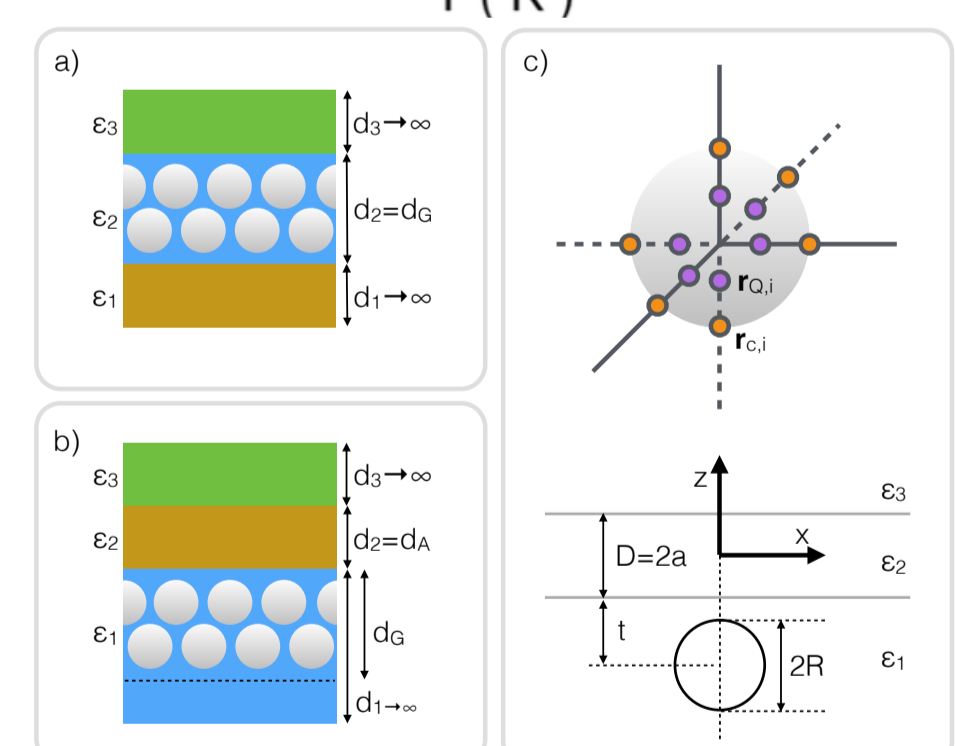 a)
ε3
d3→∞
ε2
d2=dG
ε1
d1→∞
b)
ε3
d3→∞
ε2
d2=dA
ε1
dG
d1→∞
c)
rQ,i
rc,i
z
ε3
x
D=2a
ε2
t
2R
ε1